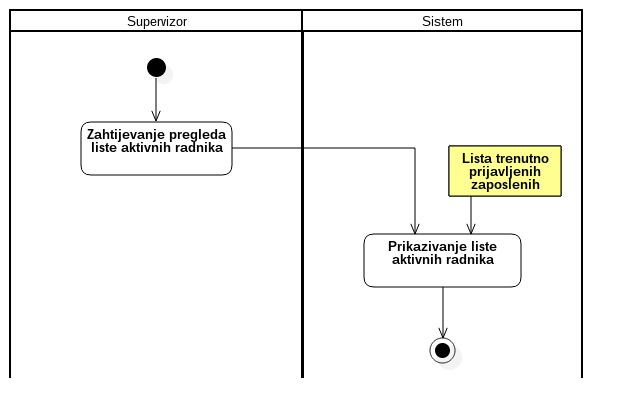 Supervizor
Sistem
Zahtijevanje pregleda
liste aktivnih radnika
Lista trenutno
prijavljenih
zaposlenih
Prikazivanje liste
aktivnih radnika